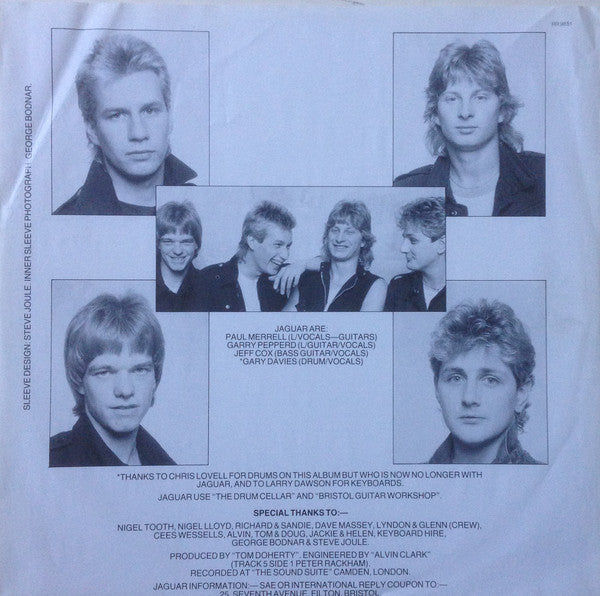 RR 9851
SLEEVE DESIGN: STEVE JOULE. INNER SLEEVE PHOTOGRAPH: GEORGE BODNAR.
JAGUAR ARE:
PAUL MERRELL (L/VOCALS—GUITARS)
GARRY PEPPERD (L/GUITAR/VOCALS)
JEFF COX (BASS GUITAR/VOCALS)
*GARY DAVIES (DRUM/VOCALS)
*THANKS TO CHRIS LOVELL FOR DRUMS ON THIS ALBUM BUT WHO IS NOW NO LONGER WITH
JAGUAR, AND TO LARRY DAWSON FOR KEYBOARDS.
JAGUAR USE "THE DRUM CELLAR" AND "BRISTOL GUITAR WORKSHOP".
SPECIAL THANKS TO:—
NIGEL TOOTH, NIGEL LLOYD, RICHARD & SANDIE, DAVE MASSEY, LYNDON & GLENN (CREW),
CEES WESSELLS, ALVIN, TOM & DOUG, JACKIE & HELEN, KEYBOARD HIRE,
GEORGE BODNAR & STEVE JOULE.
PRODUCED BY "TOM DOHERTY". ENGINEERED BY "ALVIN CLARK"
(TRACK 5 SIDE 1 PETER RACKHAM).
RECORDED AT "THE SOUND SUITE" CAMDEN, LONDON.
JAGUAR INFORMATION:— SAE OR INTERNATIONAL REPLY COUPON TO:—
25, SEVENTH AVENUE, FILTON, BRISTOL